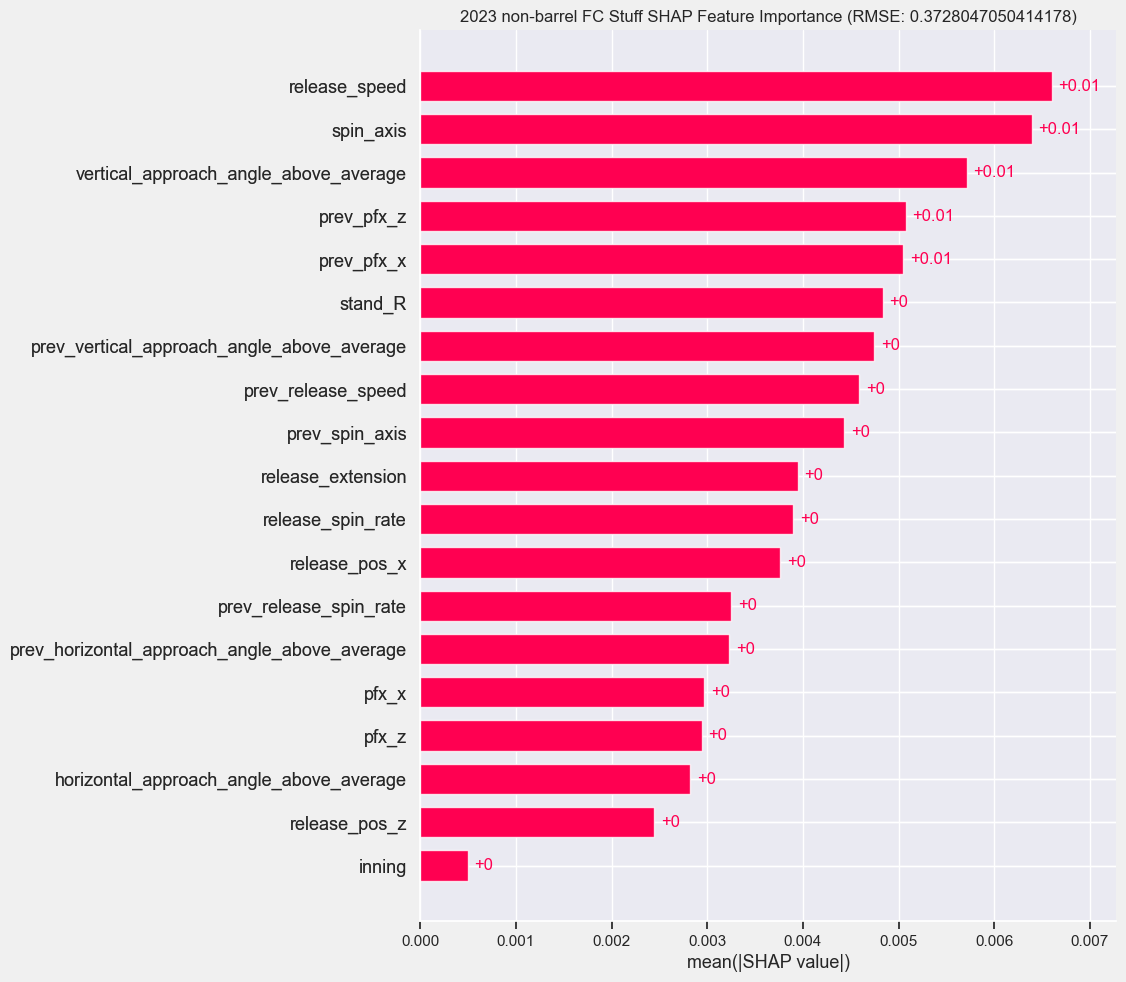 2023 non-barrel FC Stuff SHAP Feature Importance (RMSE: 0.3728047050414178)
release_speed +0.01
spin_axis +0.01
vertical_approach_angle_above_average +0.01
prev_pfx_z +0.01
prev_pfx_x +0.01
stand_R +0
prev_vertical_approach_angle_above_average +0
prev_release_speed +0
prev_spin_axis +0
release_extension +0
release_spin_rate +0
release_pos_x +0
prev_release_spin_rate +0
prev_horizontal_approach_angle_above_average +0
pfx_x +0
pfx_z +0
horizontal_approach_angle_above_average +0
release_pos_z +0
inning +0
0.000 0.001 0.002 0.003 0.004 0.005 0.006 0.007
mean(|SHAP value|)